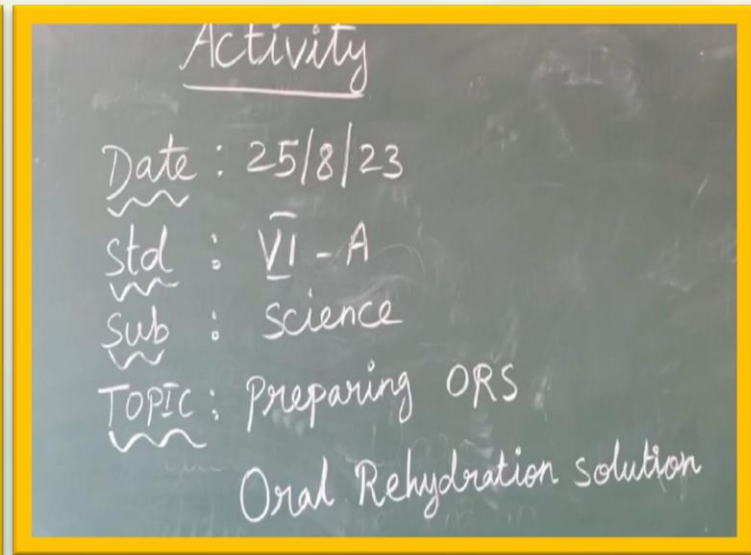 Activity
Date : 25/8/23
Std : VI - A
Sub : Science
TOPIC : Preparing ORS
Oral Rehydration Solution